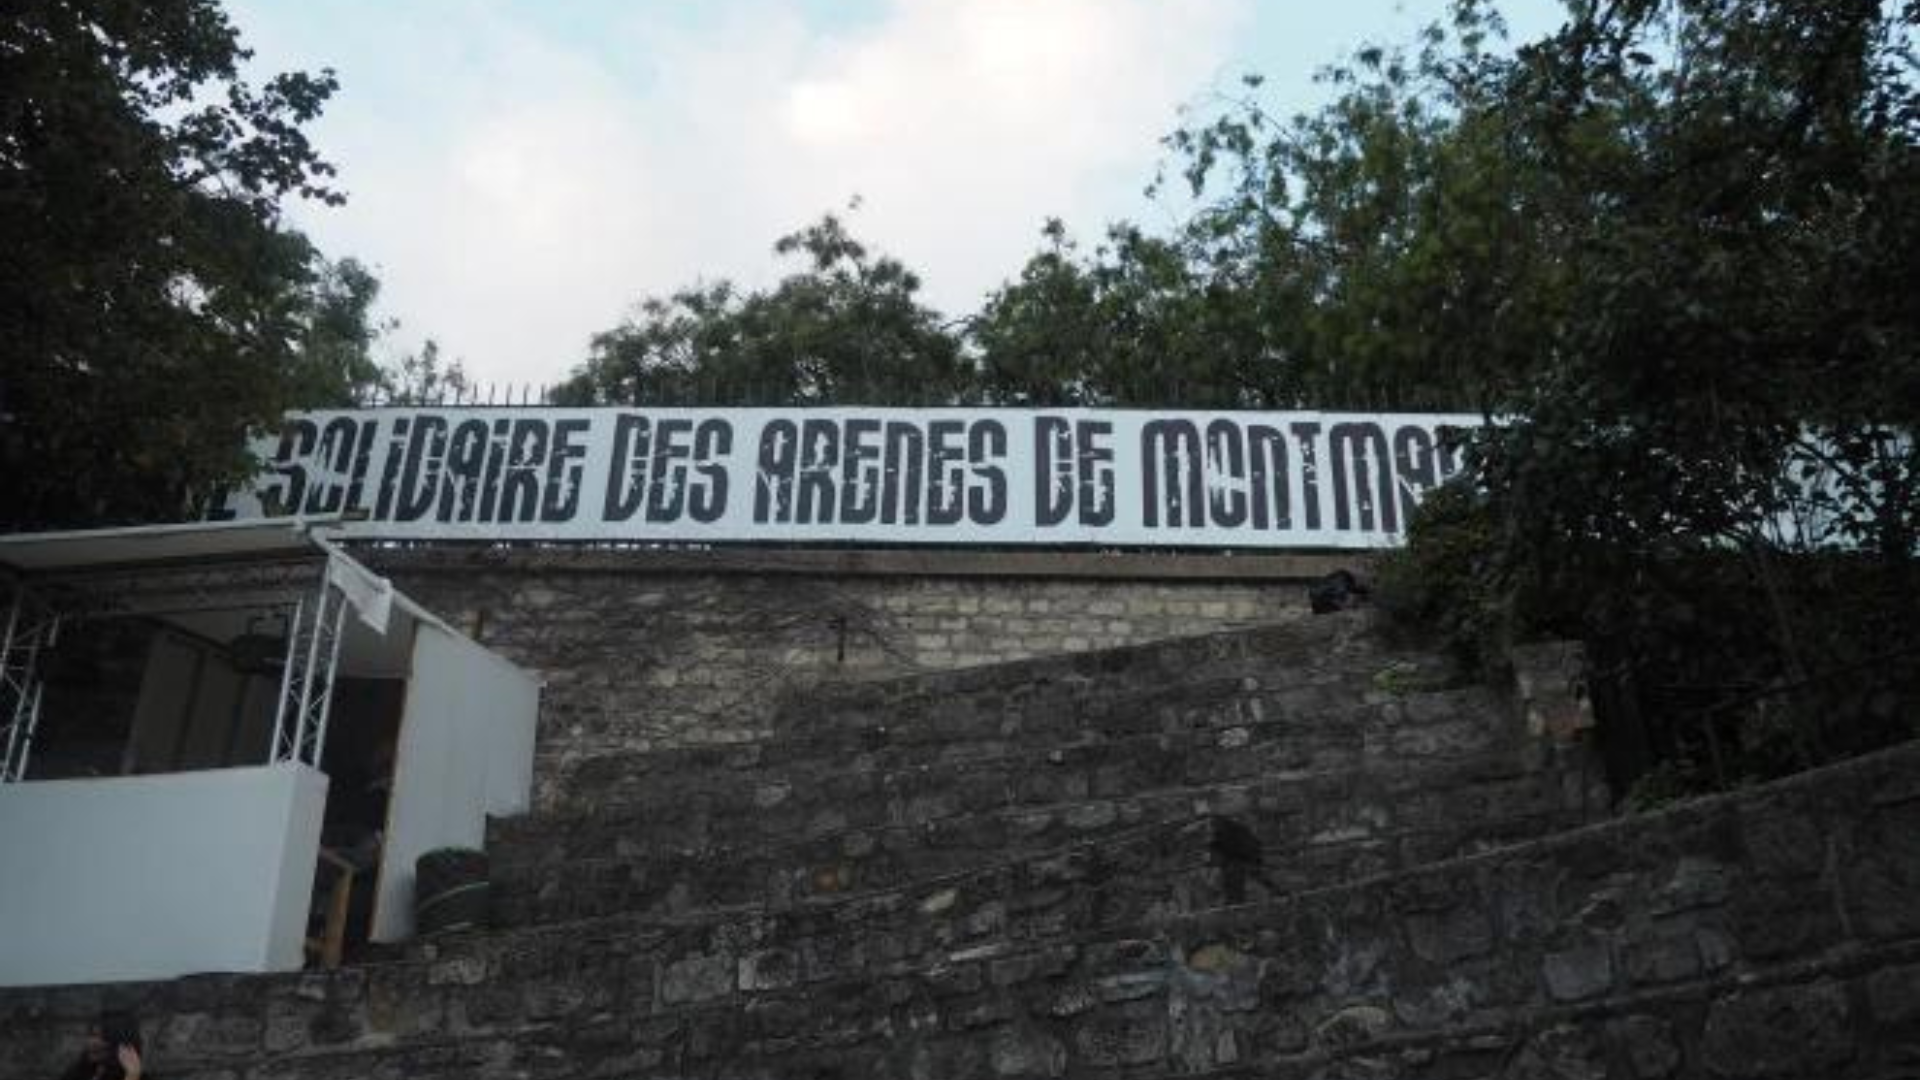 SOLiDAiRE DES ARENES DE MONTMA